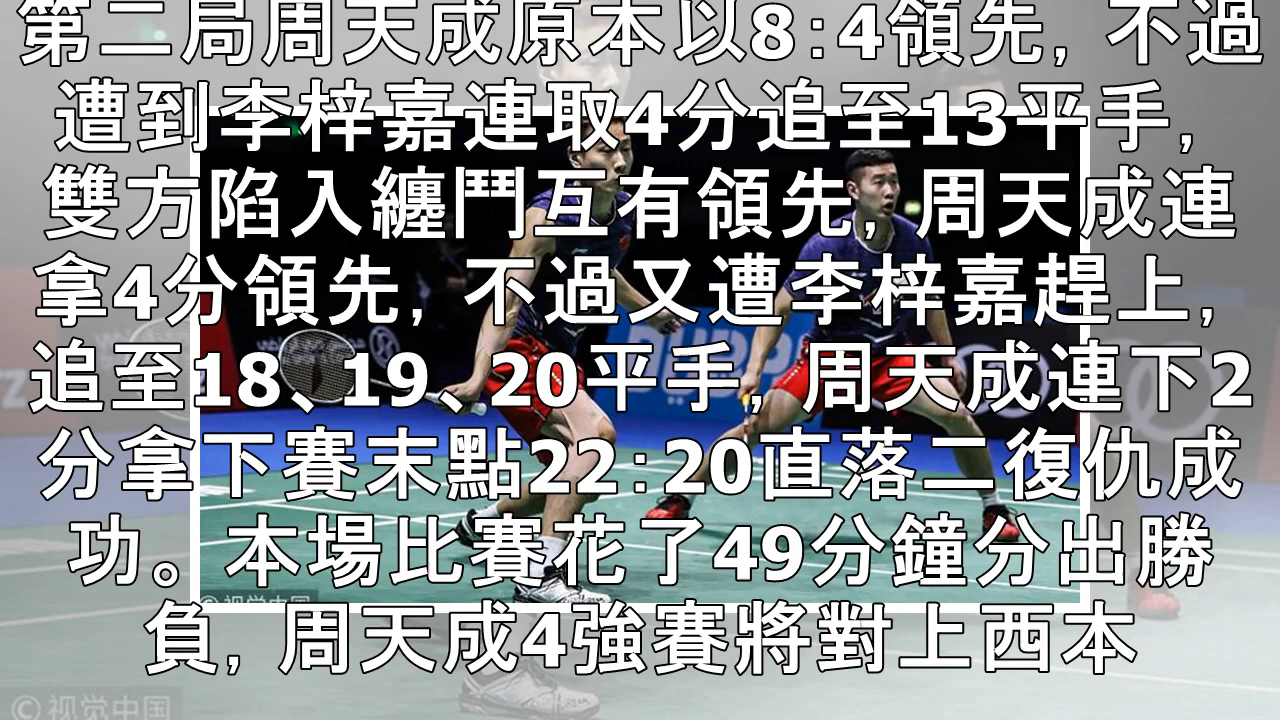 第二局周天成原本以8:4領先，不過
遭到李梓嘉連取4分追至13平手，
雙方陷入纏鬥互有領先，周天成連
拿4分領先，不過又遭李梓嘉趕上，
追至18、19、20平手，周天成連下2
分拿下賽末點22:20直落二復仇成
功。本場比賽花了49分鐘分出勝
負，周天成4強賽將對上西本
© 视觉中国